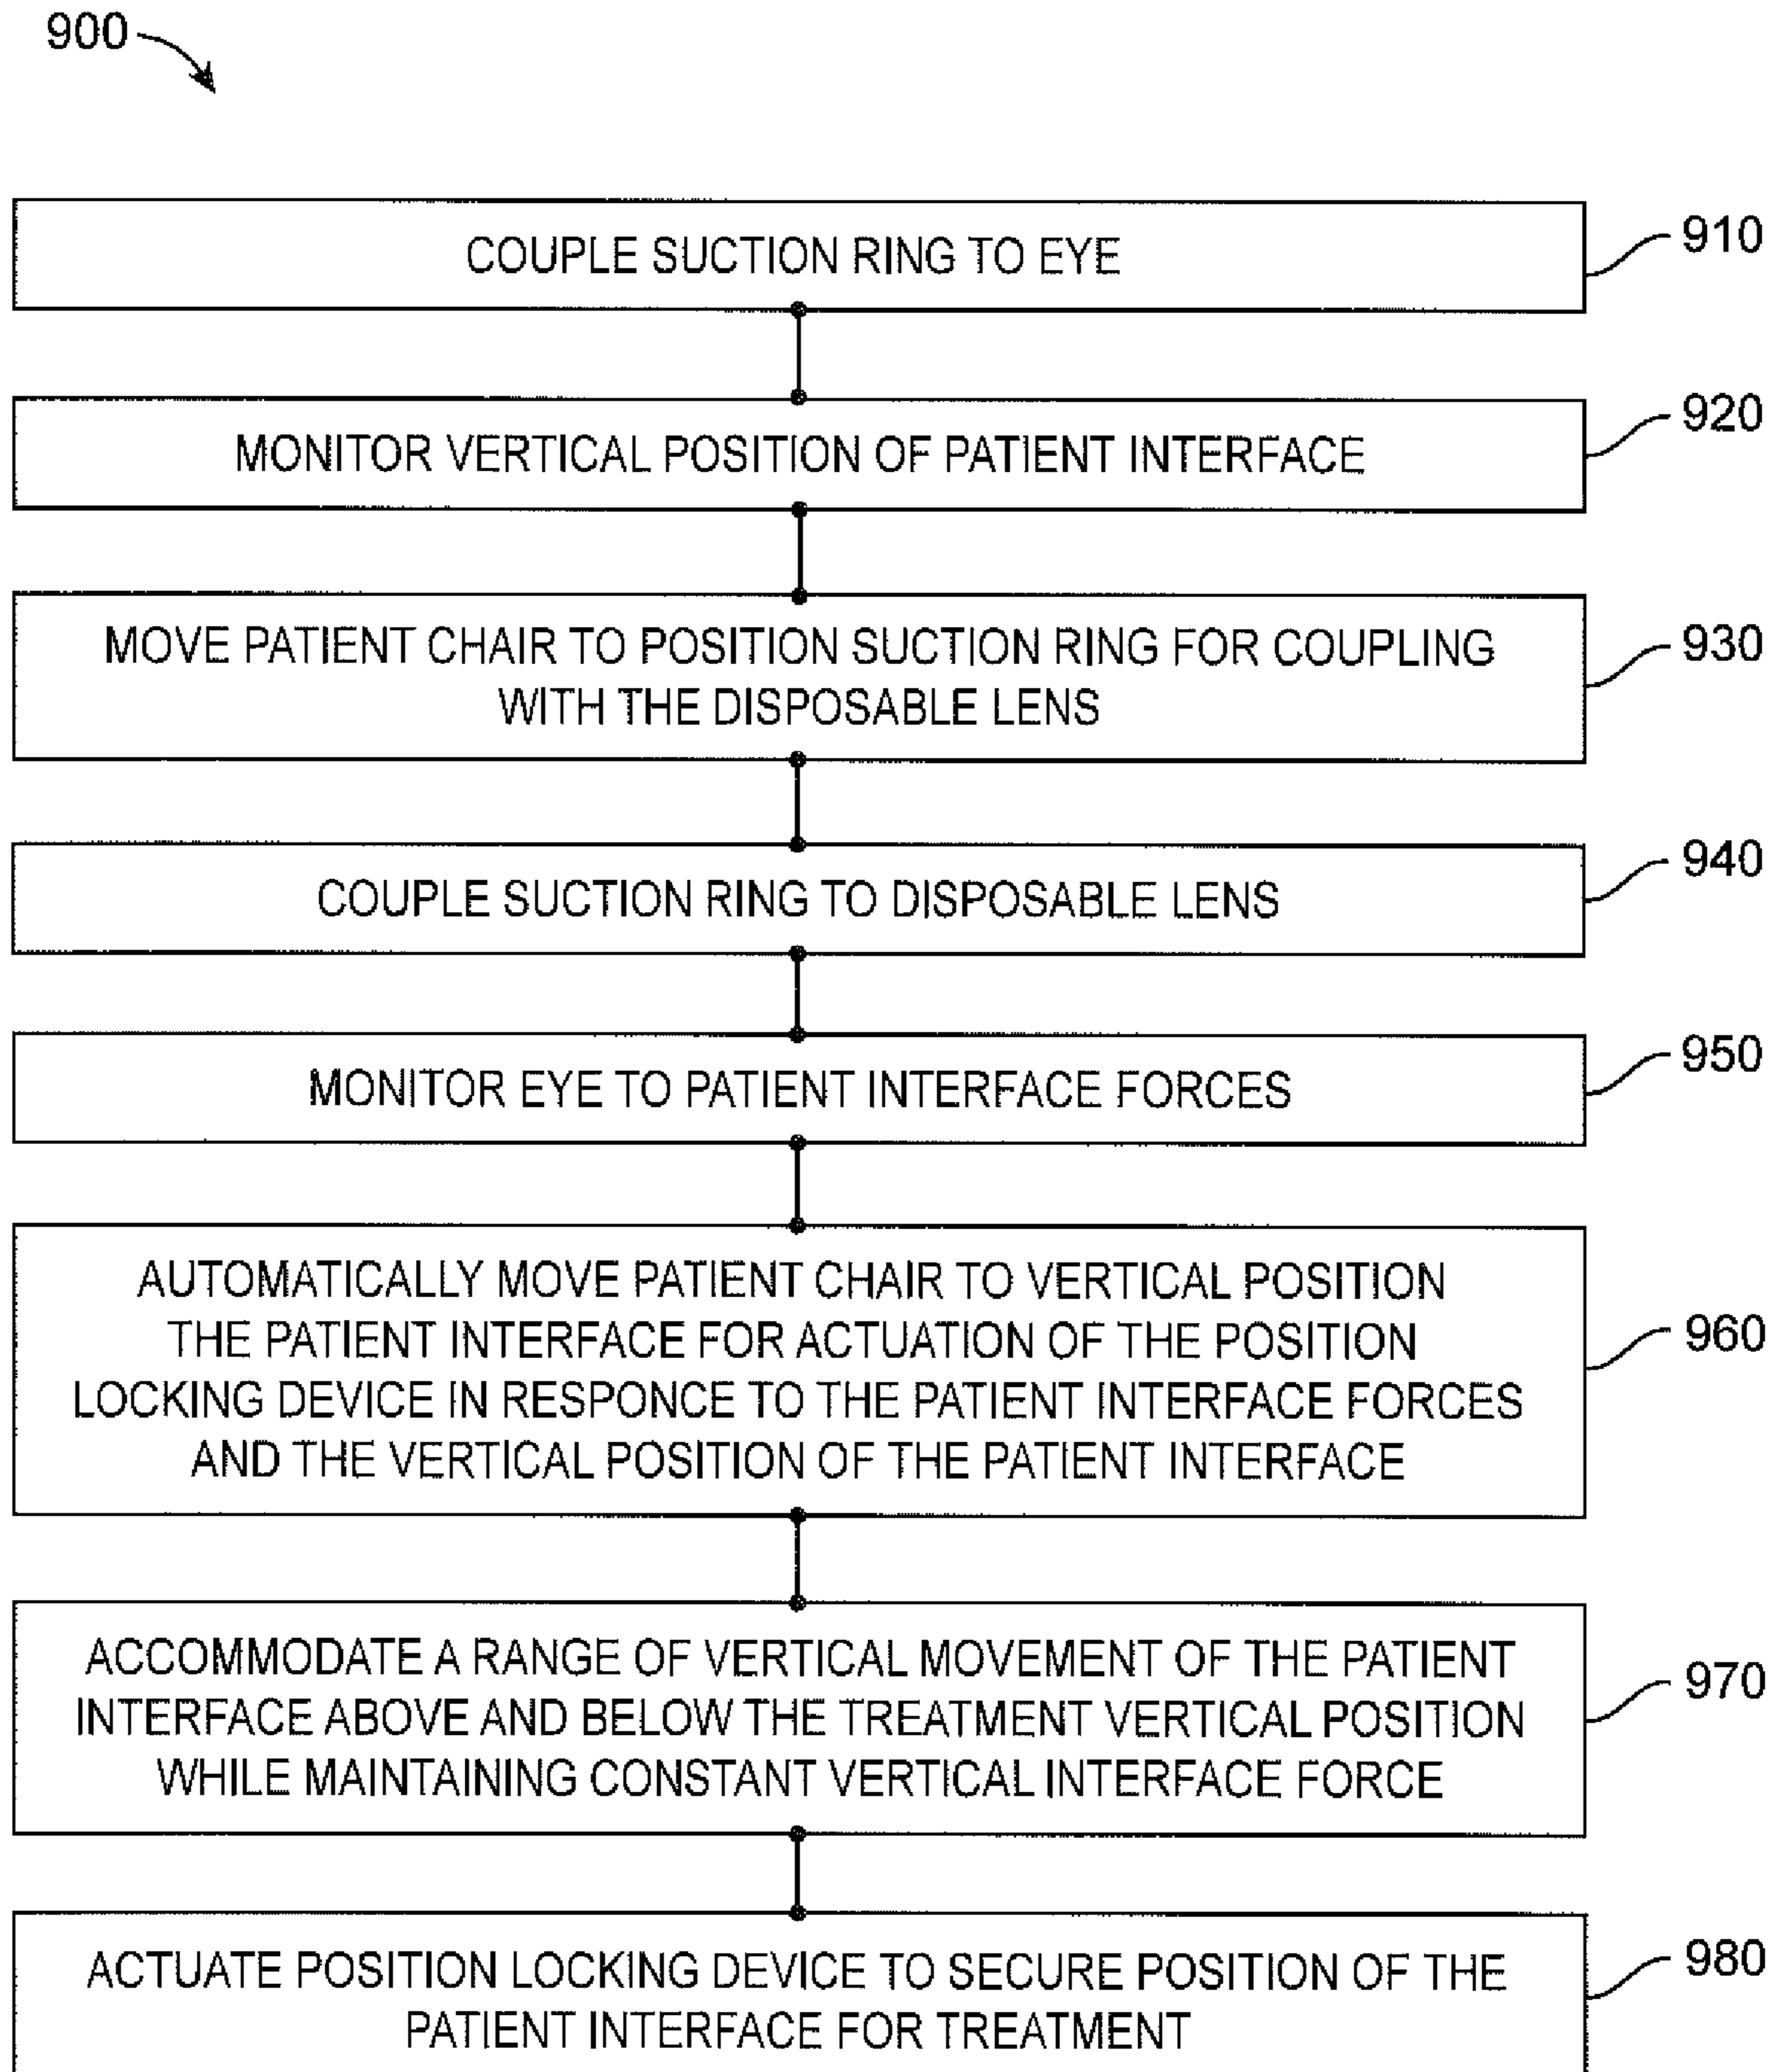 900
COUPLE SUCTION RING TO EYE
910
MONITOR VERTICAL POSITION OF PATIENT INTERFACE
920
MOVE PATIENT CHAIR TO POSITION SUCTION RING FOR COUPLING
WITH THE DISPOSABLE LENS
930
COUPLE SUCTION RING TO DISPOSABLE LENS
940
MONITOR EYE TO PATIENT INTERFACE FORCES
950
AUTOMATICALLY MOVE PATIENT CHAIR TO VERTICAL POSITION
THE PATIENT INTERFACE FOR ACTUATION OF THE POSITION
LOCKING DEVICE IN RESPONCE TO THE PATIENT INTERFACE FORCES
AND THE VERTICAL POSITION OF THE PATIENT INTERFACE
960
ACCOMMODATE A RANGE OF VERTICAL MOVEMENT OF THE PATIENT
INTERFACE ABOVE AND BELOW THE TREATMENT VERTICAL POSITION
WHILE MAINTAINING CONSTANT VERTICAL INTERFACE FORCE
970
ACTUATE POSITION LOCKING DEVICE TO SECURE POSITION OF THE
PATIENT INTERFACE FOR TREATMENT
980